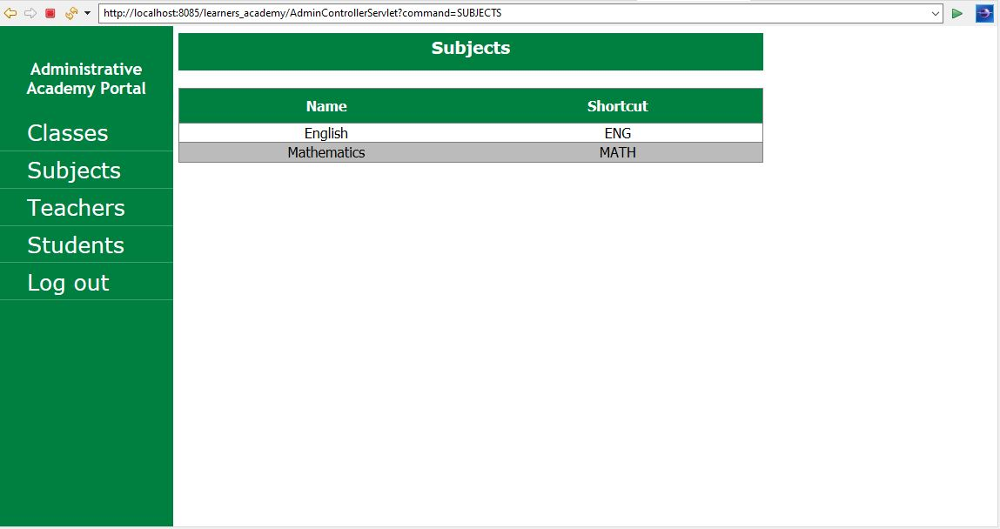 http://localhost:8085/learners_academy/AdminControllerServlet?command=SUBJECTS
Administrative
Academy Portal
Classes
Subjects
Teachers
Students
Log out
Subjects
Name Shortcut
English ENG
Mathematics MATH